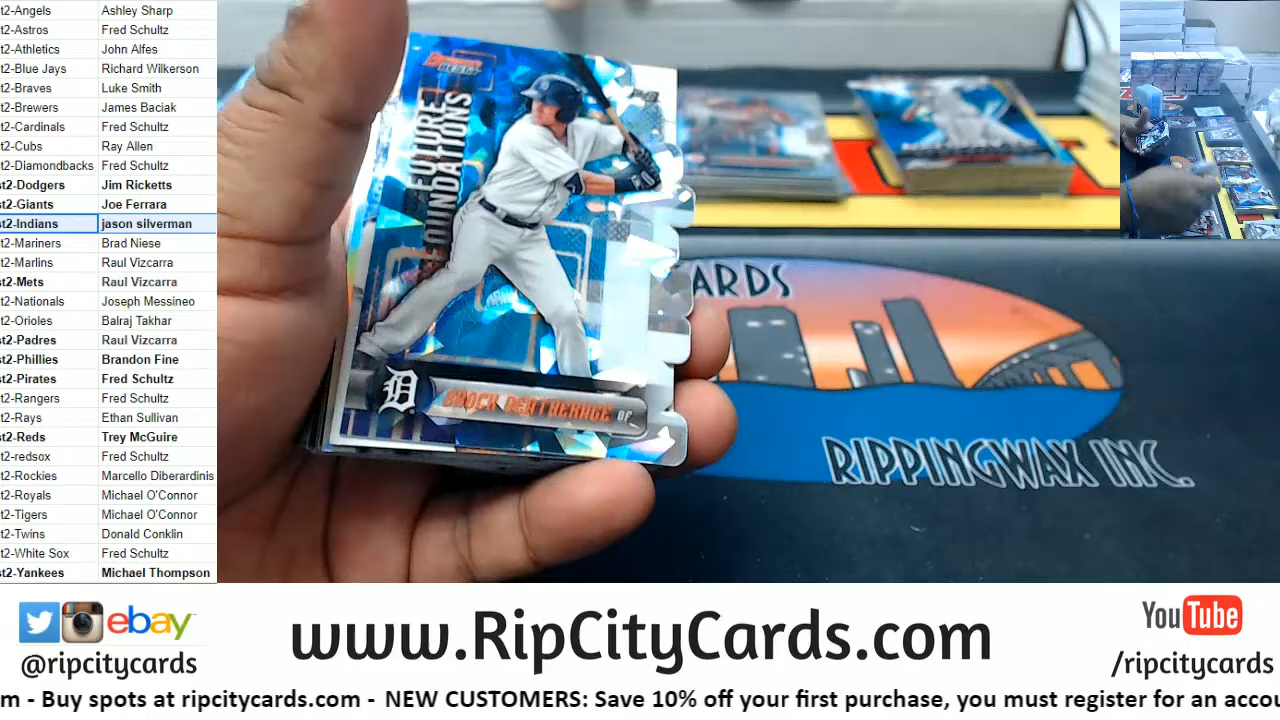 t2-Angels Ashley Sharp
t2-Astros Fred Schultz
t2-Athletics John Alfes
t2-Blue Jays Richard Wilkerson
t2-Braves Luke Smith
t2-Brewers James Baciak
t2-Cardinals Fred Schultz
t2-Cubs Ray Allen
t2-Diamondbacks Fred Schultz
st2-Dodgers Jim Ricketts
st2-Giants Joe Ferrara
st2-Indians jason silverman
t2-Mariners Brad Niese
t2-Marlins Raul Vizcarra
st2-Mets Raul Vizcarra
t2-Nationals Joseph Messineo
t2-Orioles Balraj Takhar
st2-Padres Raul Vizcarra
st2-Phillies Brandon Fine
st2-Pirates Fred Schultz
t2-Rangers Fred Schultz
t2-Rays Ethan Sullivan
st2-Reds Trey McGuire
t2-redsox Fred Schultz
t2-Rockies Marcello Diberardinis
t2-Royals Michael O'Connor
t2-Tigers Michael O'Connor
t2-Twins Donald Conklin
t2-White Sox Fred Schultz
st2-Yankees Michael Thompson
FUTURE
FOUNDATIONS
D
BROCK DEATHERAGE OF
ARDS
RIPPINGWAX INC.
ebay
@ripcitycards
www.RipCityCards.com
YouTube
/ripcitycards
m - Buy spots at ripcitycards.com - NEW CUSTOMERS: Save 10% off your first purchase, you must register for an accou